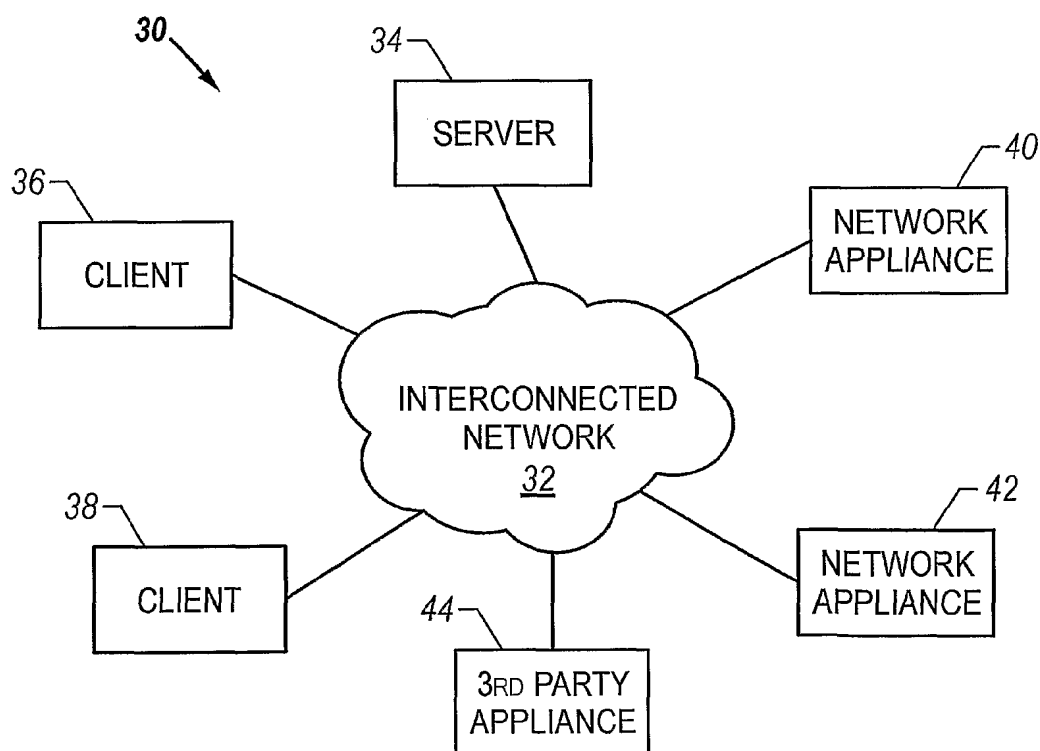 30
34
SERVER
40
NETWORK
APPLIANCE
36
CLIENT
INTERCONNECTED
NETWORK
32
38
CLIENT
42
NETWORK
APPLIANCE
44
3RD PARTY
APPLIANCE